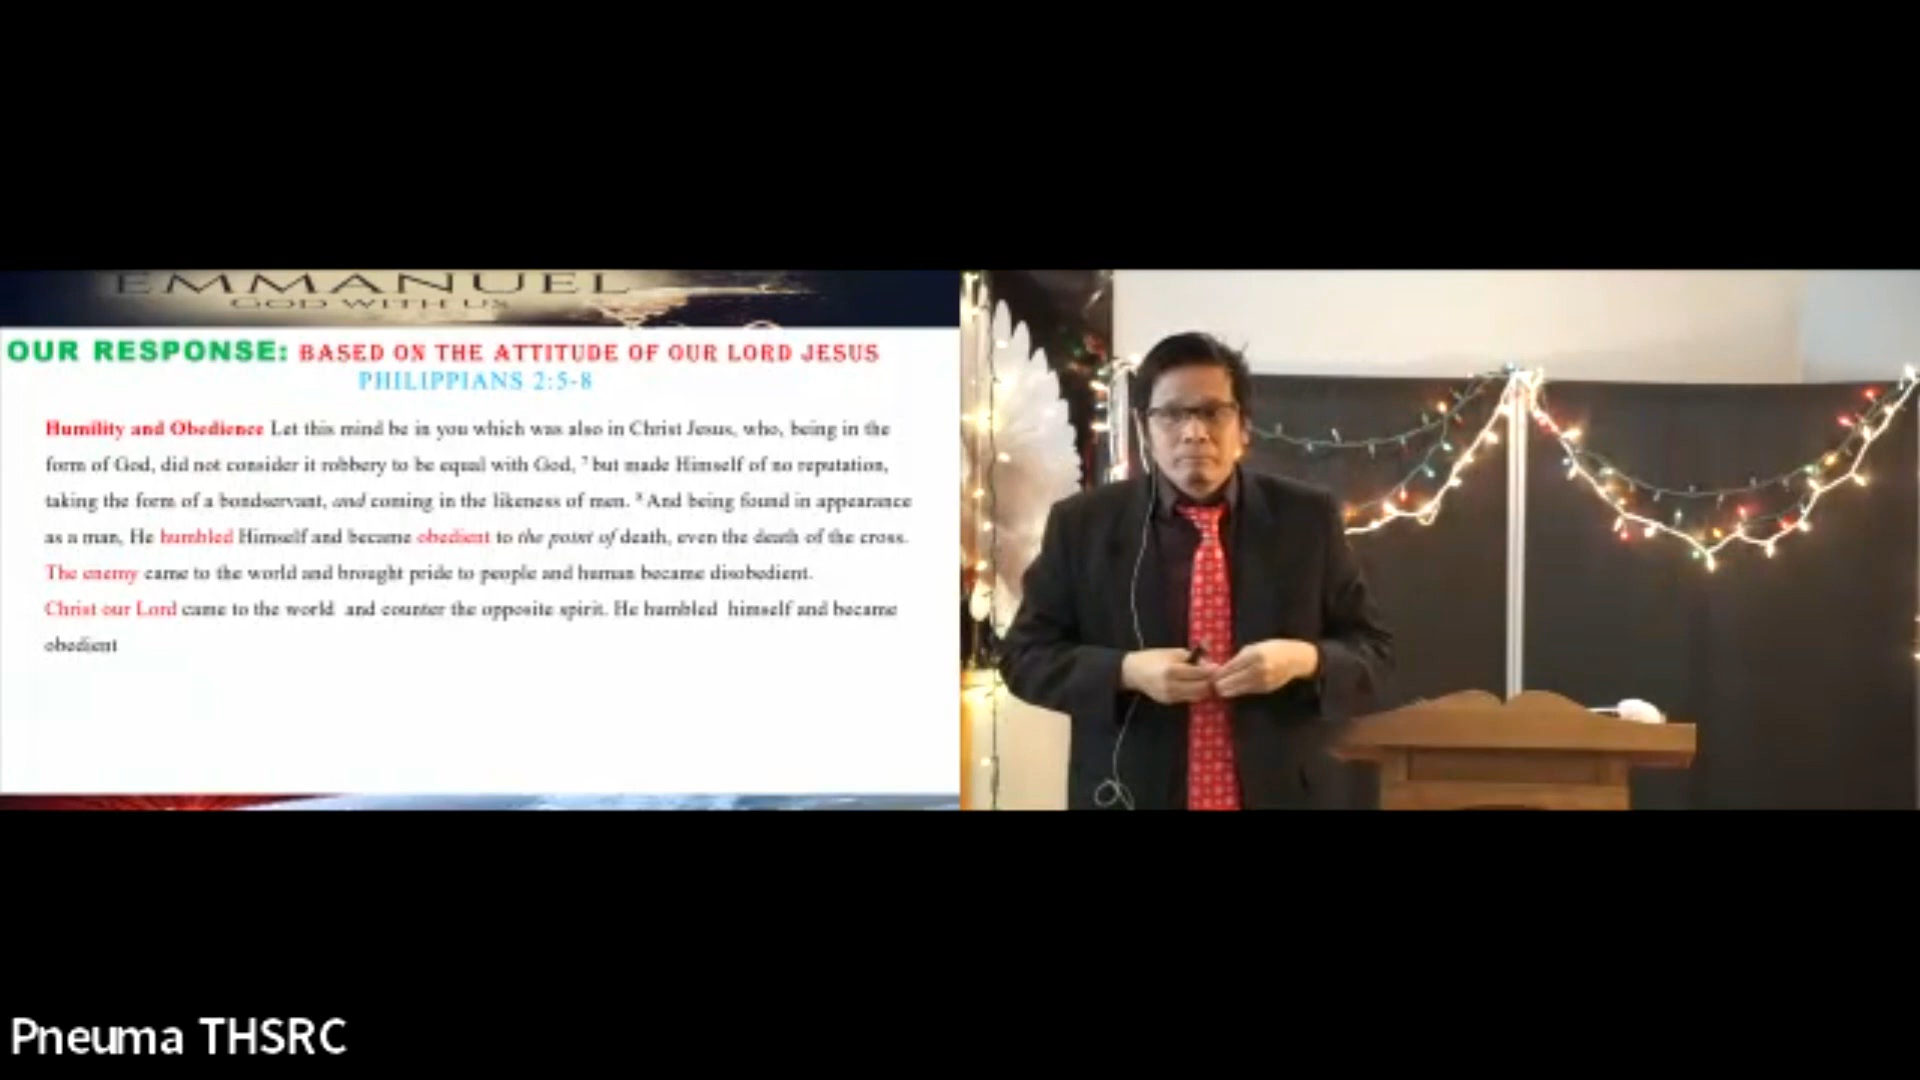 EMMANUEL
GOD WITH US
OUR RESPONSE: BASED ON THE ATTITUDE OF OUR LORD JESUS
PHILIPPIANS 2:5-8
Humility and Obedience Let this mind be in you which was also in Christ Jesus, who, being in the
form of God, did not consider it robbery to be equal with God, ⁷ but made Himself of no reputation,
taking the form of a bondservant, and coming in the likeness of men. ⁸ And being found in appearance
as a man, He humbled Himself and became obedient to the point of death, even the death of the cross.
The enemy came to the world and brought pride to people and human became disobedient.
Christ our Lord came to the world and counter the opposite spirit. He humbled himself and became
obedient
Pneuma THSRC